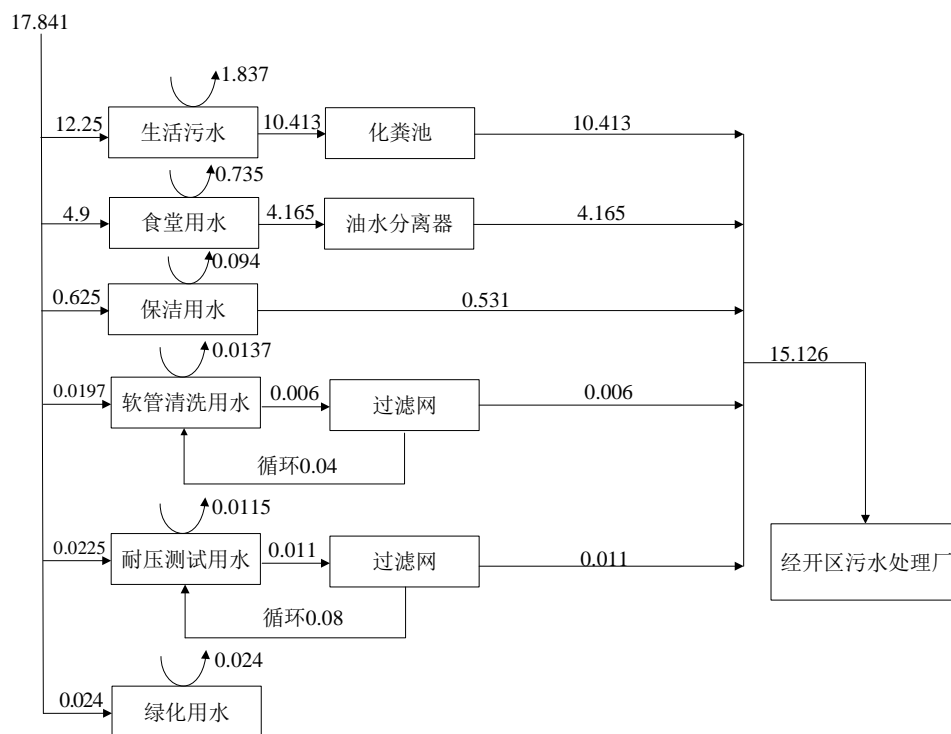 17.841
1.837
12.25
生活污水
10.413
化粪池
10.413
0.735
4.9
食堂用水
4.165
油水分离器
4.165
0.094
0.625
保洁用水
0.531
0.0137
15.126
0.0197
软管清洗用水
0.006
过滤网
0.006
循环0.04
0.0115
0.0225
耐压测试用水
0.011
过滤网
0.011
经开区污水处理厂
循环0.08
0.024
0.024
绿化用水